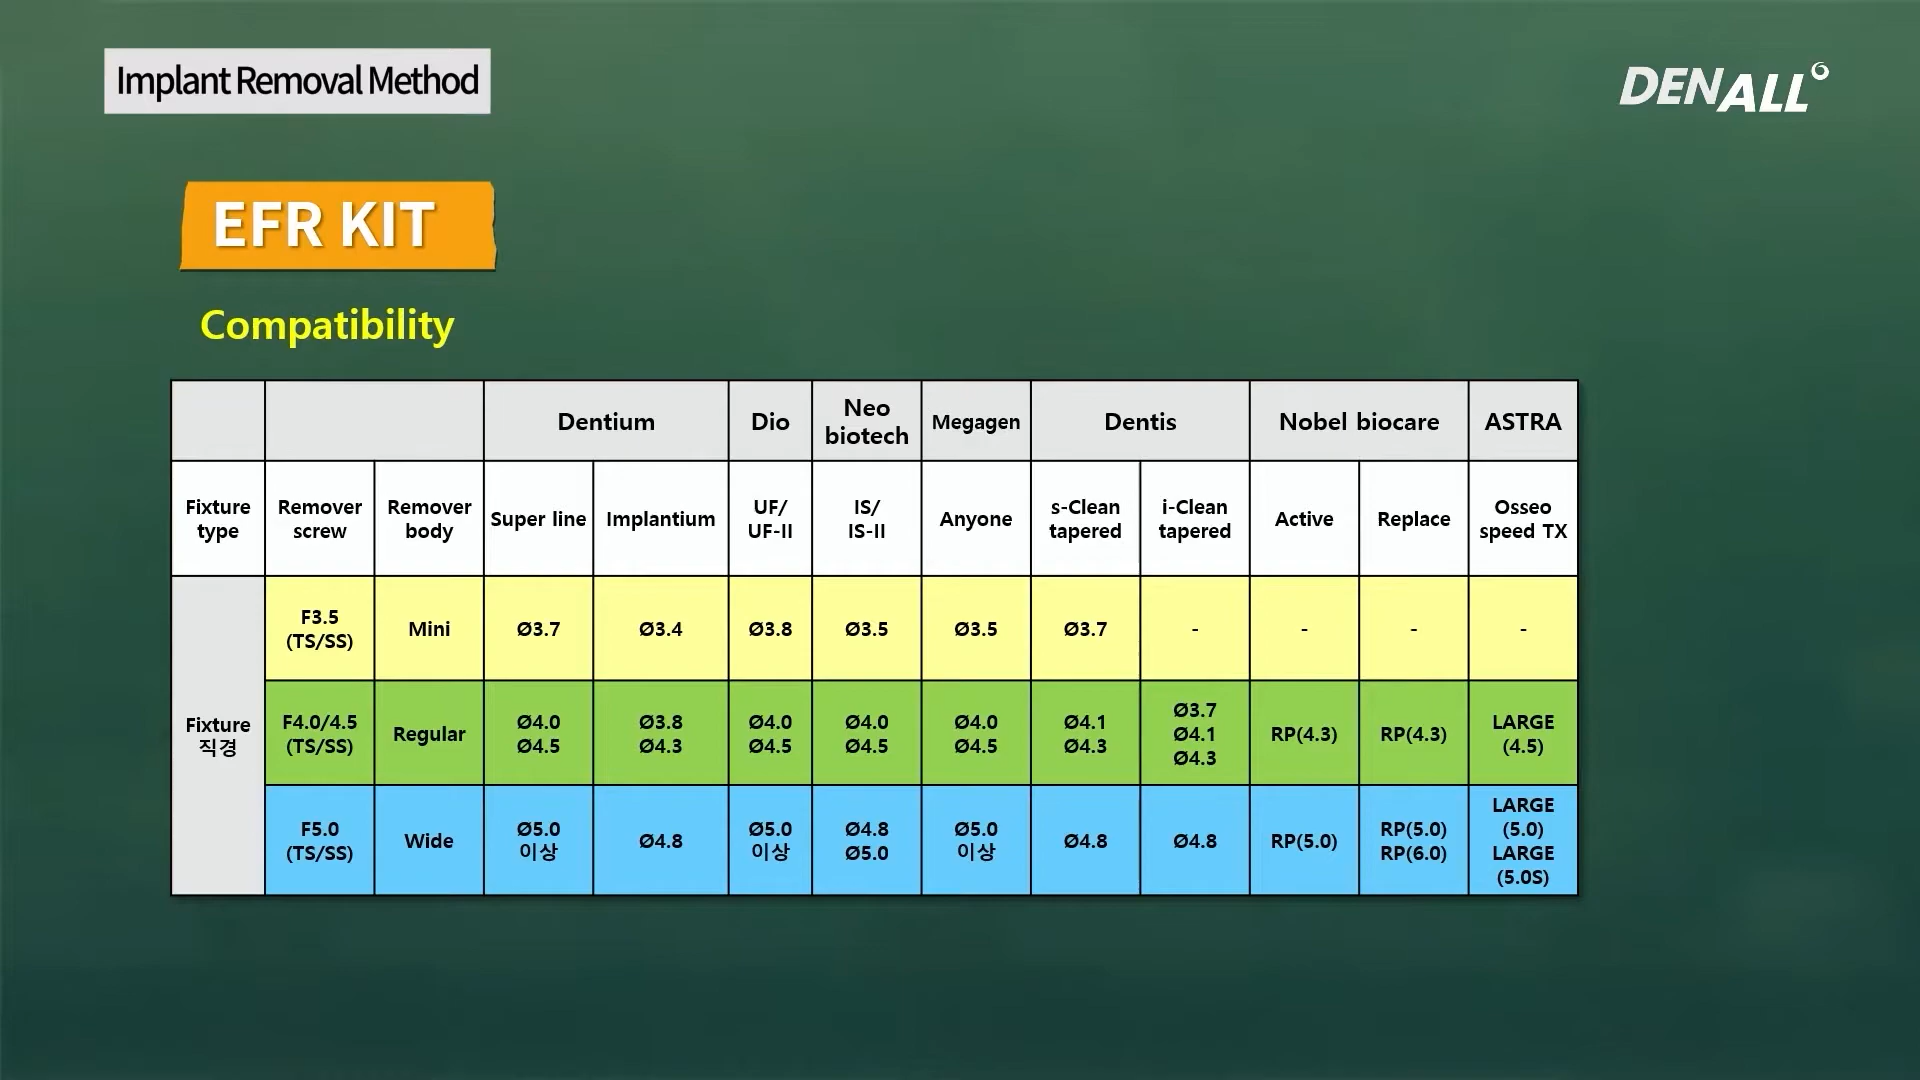 Implant Removal Method
DENALL
EFR KIT
Compatibility
Dentium Dio Neo biotech Megagen Dentis Nobel biocare ASTRA
Fixture type Remover screw Remover body Super line Implantium UF/ UF-II IS/ IS-II Anyone s-Clean tapered i-Clean tapered Active Replace Osseo speed TX
Fixture 직경
F3.5 (TS/SS) Mini Ø3.7 Ø3.4 Ø3.8 Ø3.5 Ø3.5 Ø3.7 - - - -
F4.0/4.5 (TS/SS) Regular Ø4.0 Ø4.5 Ø3.8 Ø4.3 Ø4.0 Ø4.5 Ø4.0 Ø4.5 Ø4.0 Ø4.5 Ø4.1 Ø4.3 Ø3.7 Ø4.1 Ø4.3 RP(4.3) RP(4.3) LARGE (4.5)
F5.0 (TS/SS) Wide Ø5.0 이상 Ø4.8 Ø5.0 이상 Ø4.8 Ø5.0 Ø5.0 이상 Ø4.8 Ø4.8 RP(5.0) RP(5.0) RP(6.0) LARGE (5.0) LARGE (5.0S)